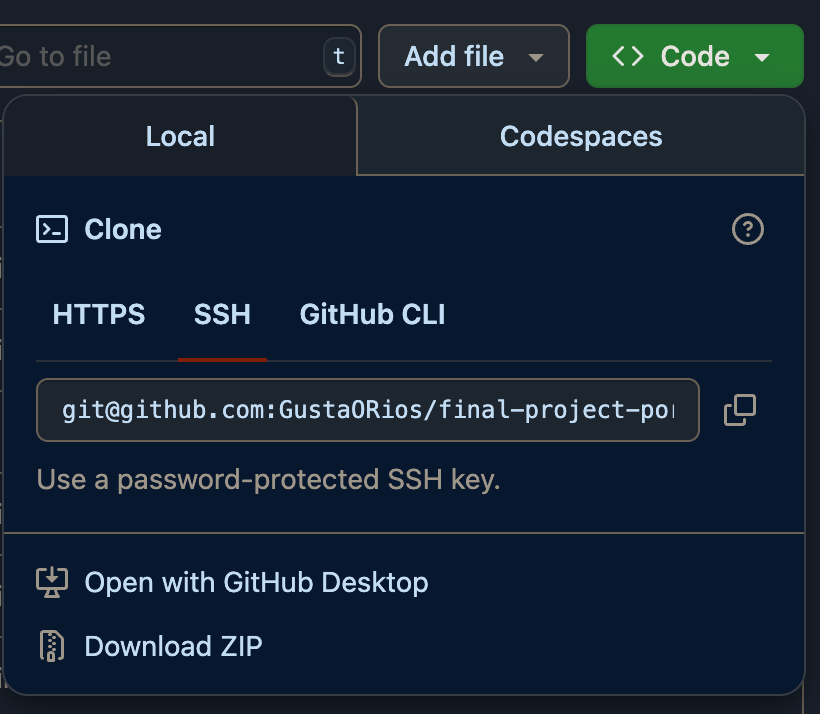 Go to file t Add file Code
Local Codespaces
Clone ?
HTTPS SSH GitHub CLI
git@github.com:GustaORios/final-project-po
Use a password-protected SSH key.
Open with GitHub Desktop
Download ZIP